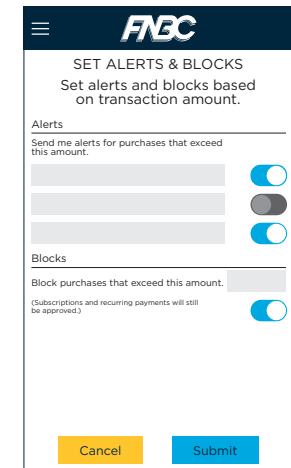 FNBC
SET ALERTS & BLOCKS
Set alerts and blocks based
on transaction amount.
Alerts
Send me alerts for purchases that exceed
this amount.
Blocks
Block purchases that exceed this amount.
(Subscriptions and recurring payments will still
be approved.)
Cancel
Submit